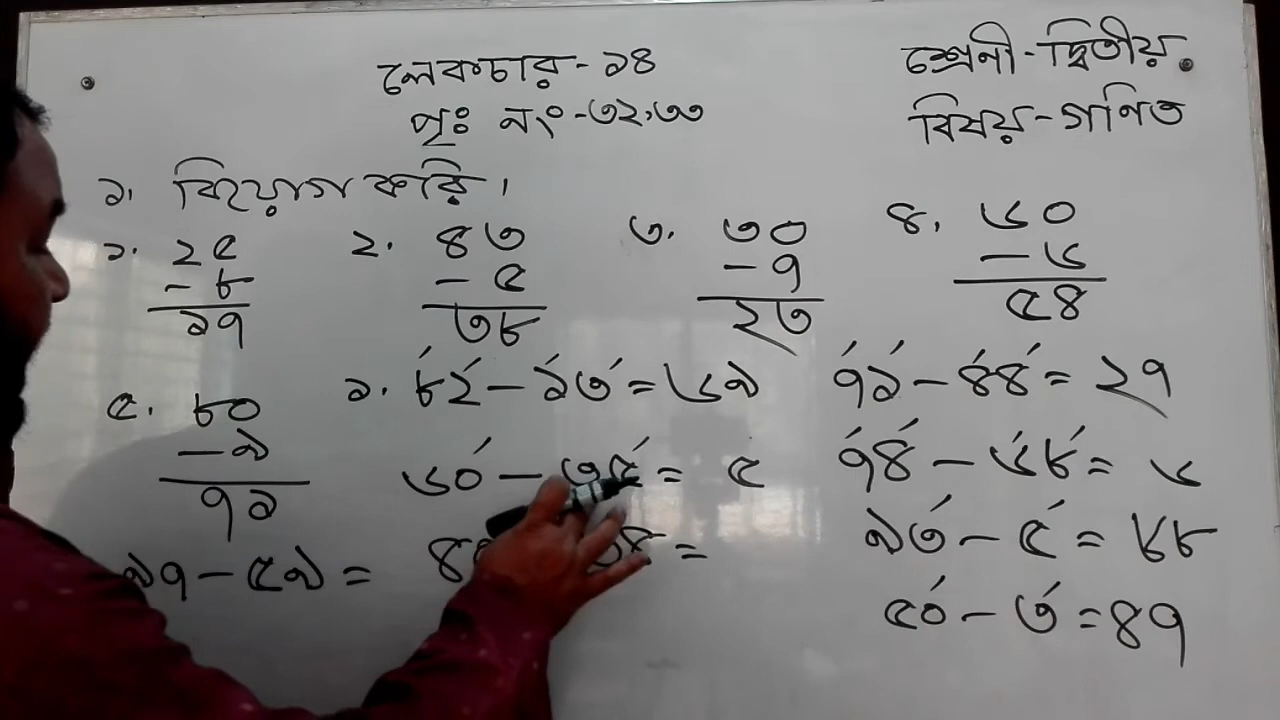 লেকচার-১৪
পৃঃ নং-৩২,৩৩
শ্রেনী-দ্বিতীয়
বিষয়-গনিত
১. বিয়োগ করি।
১. ২৫
- ৮
১৭
২. ৪৩
- ৫
৩৮
৩. ৩০
- ৭
২৩
৪. ৬০
- ৬
৫৪
৫. ৮০
- ৯
৭১
১. ৮২ - ১৩ = ৬৯
৭১ - ৪৪ = ২৭
৬০ - = ৫
৭৪ - ৬৮ = ৬
৯৩ - ৫ = ৮৮
৯৭ - ৫৯ =
৫০ - ৩ = ৪৭